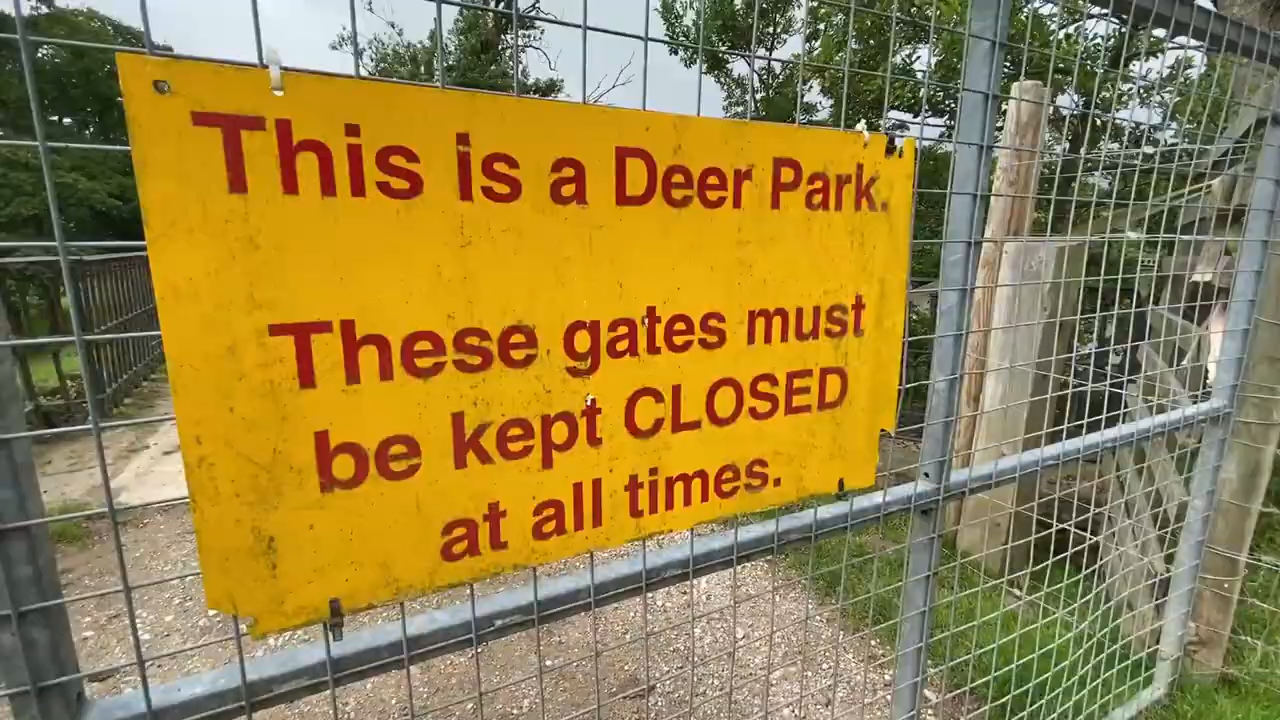 This is a Deer Park.
These gates must
be kept CLOSED
at all times.